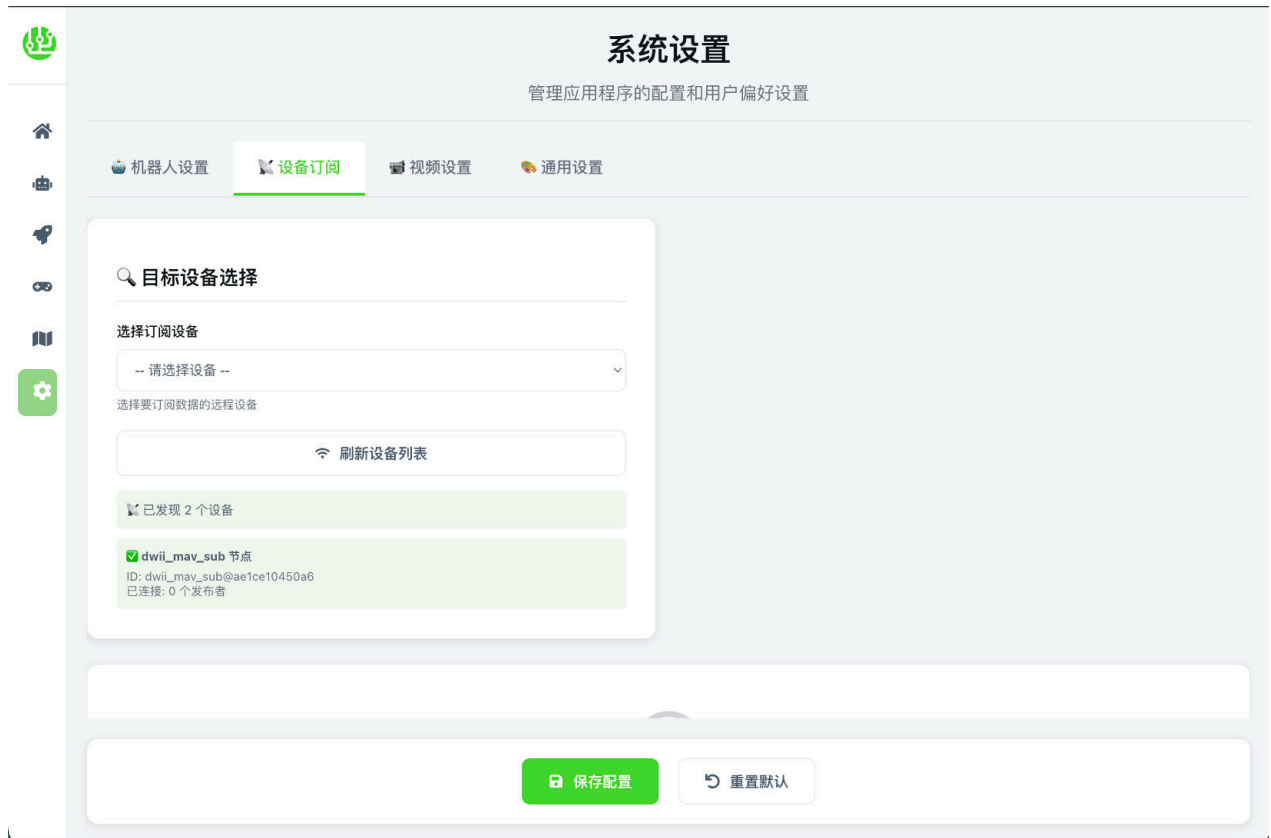 系统设置
管理应用程序的配置和用户偏好设置
机器人设置
设备订阅
视频设置
通用设置
目标设备选择
选择订阅设备
-- 请选择设备 --
选择要订阅数据的远程设备
刷新设备列表
已发现 2 个设备
dwii_mav_sub 节点
ID: dwii_mav_sub@ae1ce10450a6
已连接: 0 个发布者
保存配置
重置默认